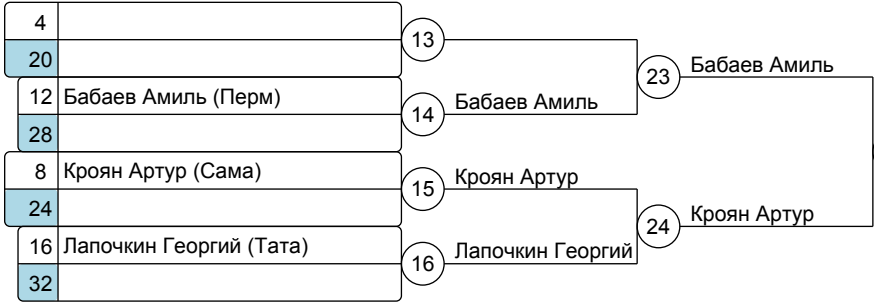 4
13
20
23 Бабаев Амиль
12 Бабаев Амиль (Перм)
14 Бабаев Амиль
28
8 Кроян Артур (Сама)
15 Кроян Артур
24
24 Кроян Артур
16 Лапочкин Георгий (Тата)
16 Лапочкин Георгий
32